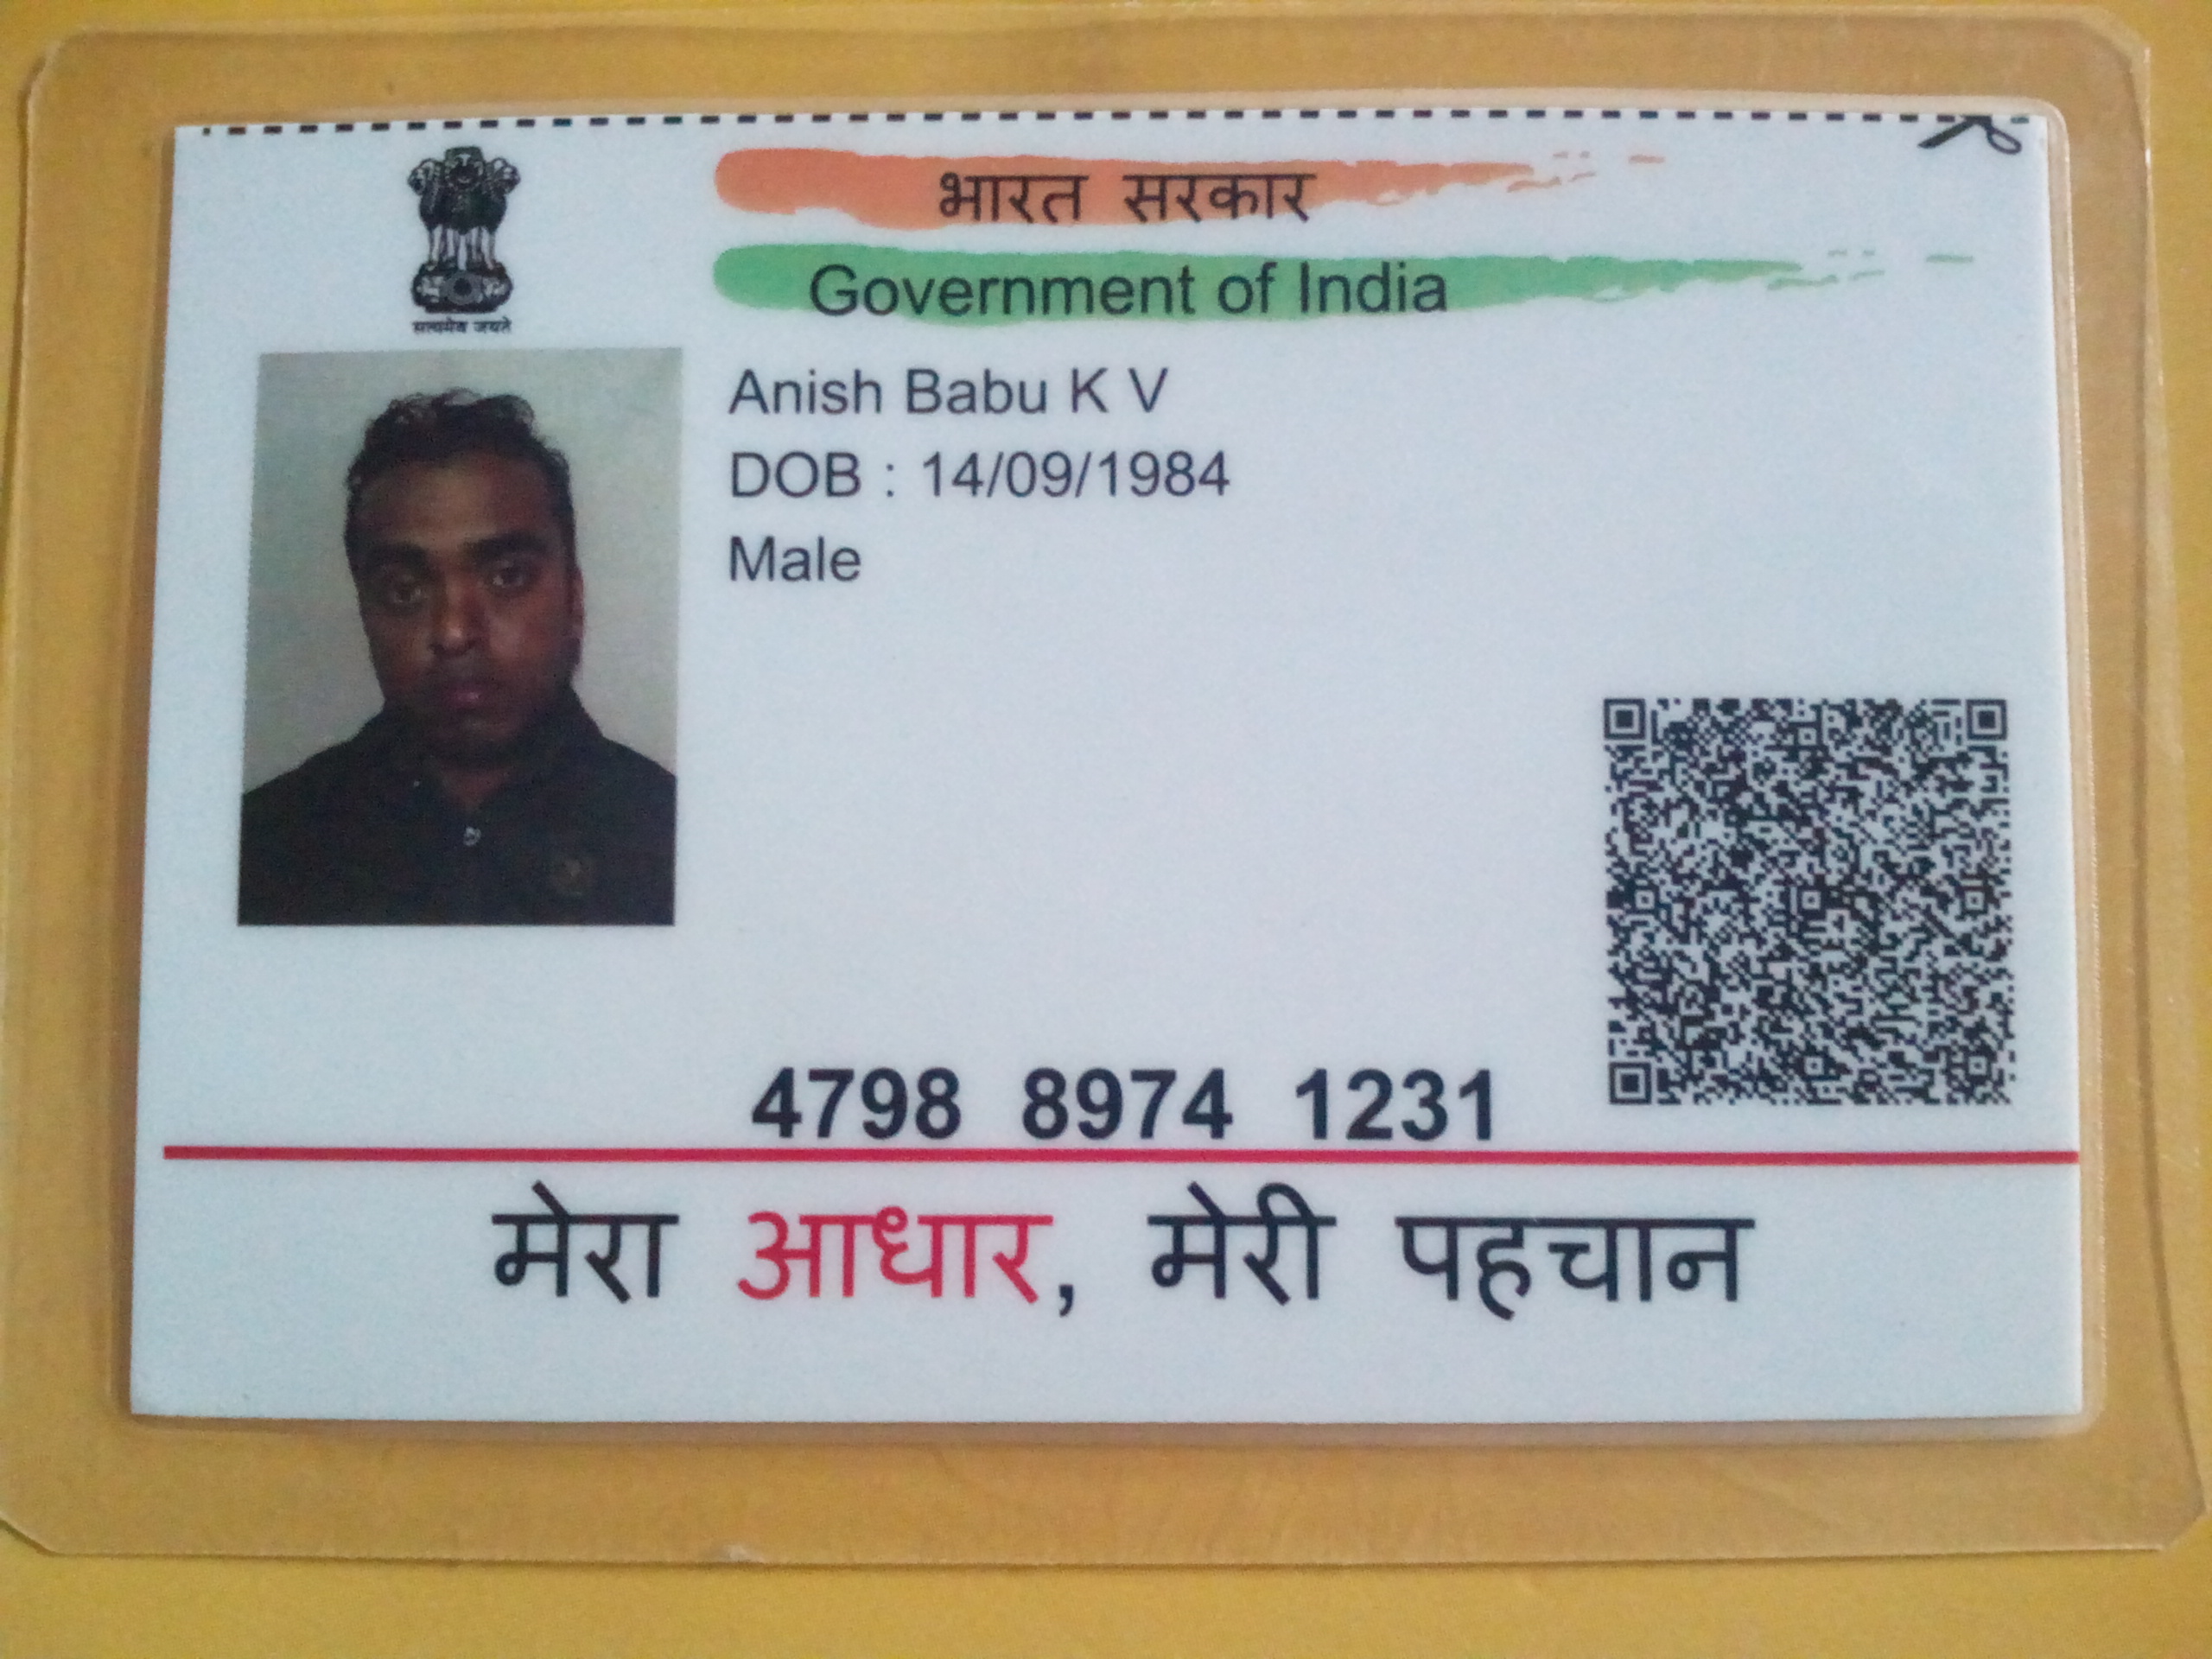 सत्यमेव जयते
भारत सरकार
Government of India
Anish Babu K V
DOB : 14/09/1984
Male
4798 8974 1231
मेरा आधार, मेरी पहचान